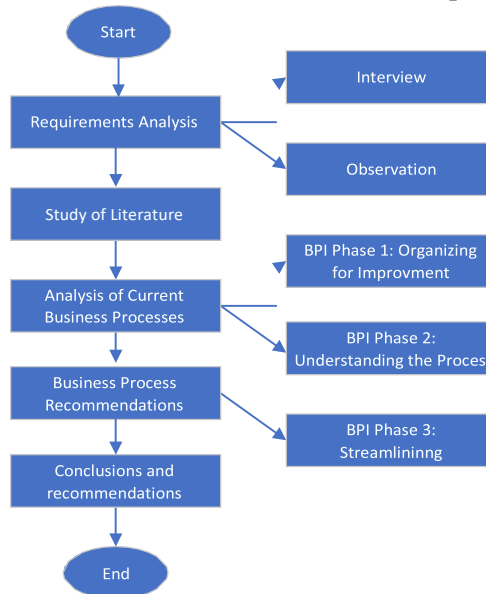 Start
Interview
Requirements Analysis
Observation
Study of Literature
BPI Phase 1: Organizing
for Improvment
Analysis of Current
Business Processes
BPI Phase 2:
Understanding the Proces
Business Process
Recommendations
BPI Phase 3:
Streamlininng
Conclusions and
recommendations
End